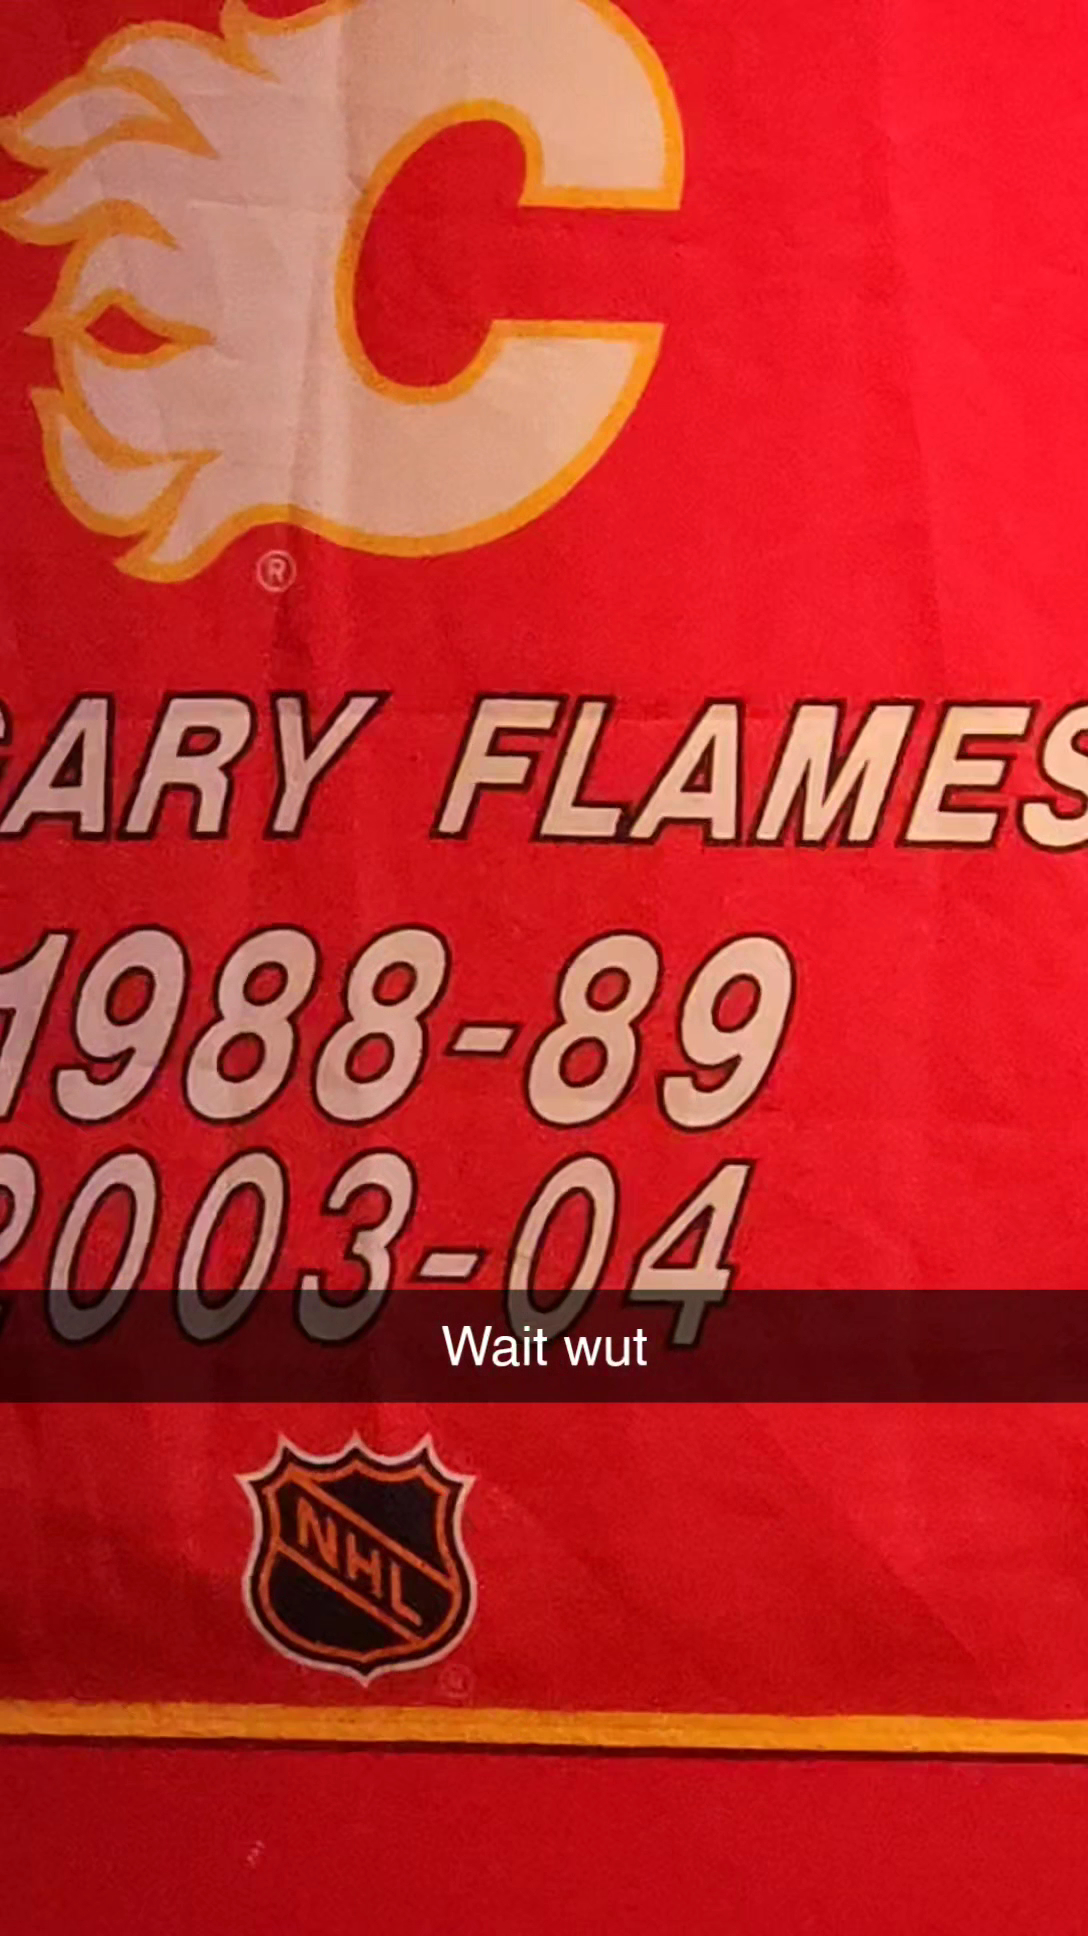 ®
GARY FLAMES
1988-89
2003-04
Wait wut
NHL